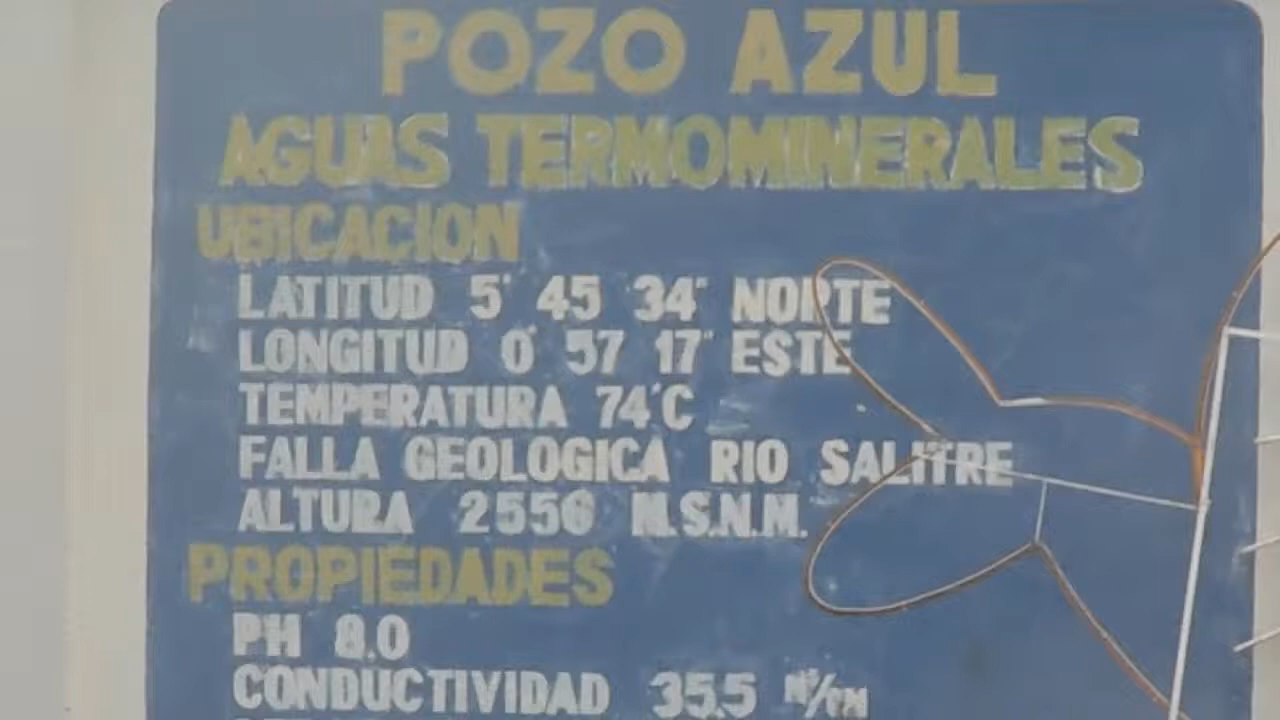 POZO AZUL
AGUAS TERMOMINERALES
UBICACION
LATITUD 5° 45 34" NORTE
LONGITUD 0° 57 17" ESTE
TEMPERATURA 74°C
FALLA GEOLOGICA RIO SALITRE
ALTURA 2550 M.S.N.M.
PROPIEDADES
PH 8.0
CONDUCTIVIDAD 35.5